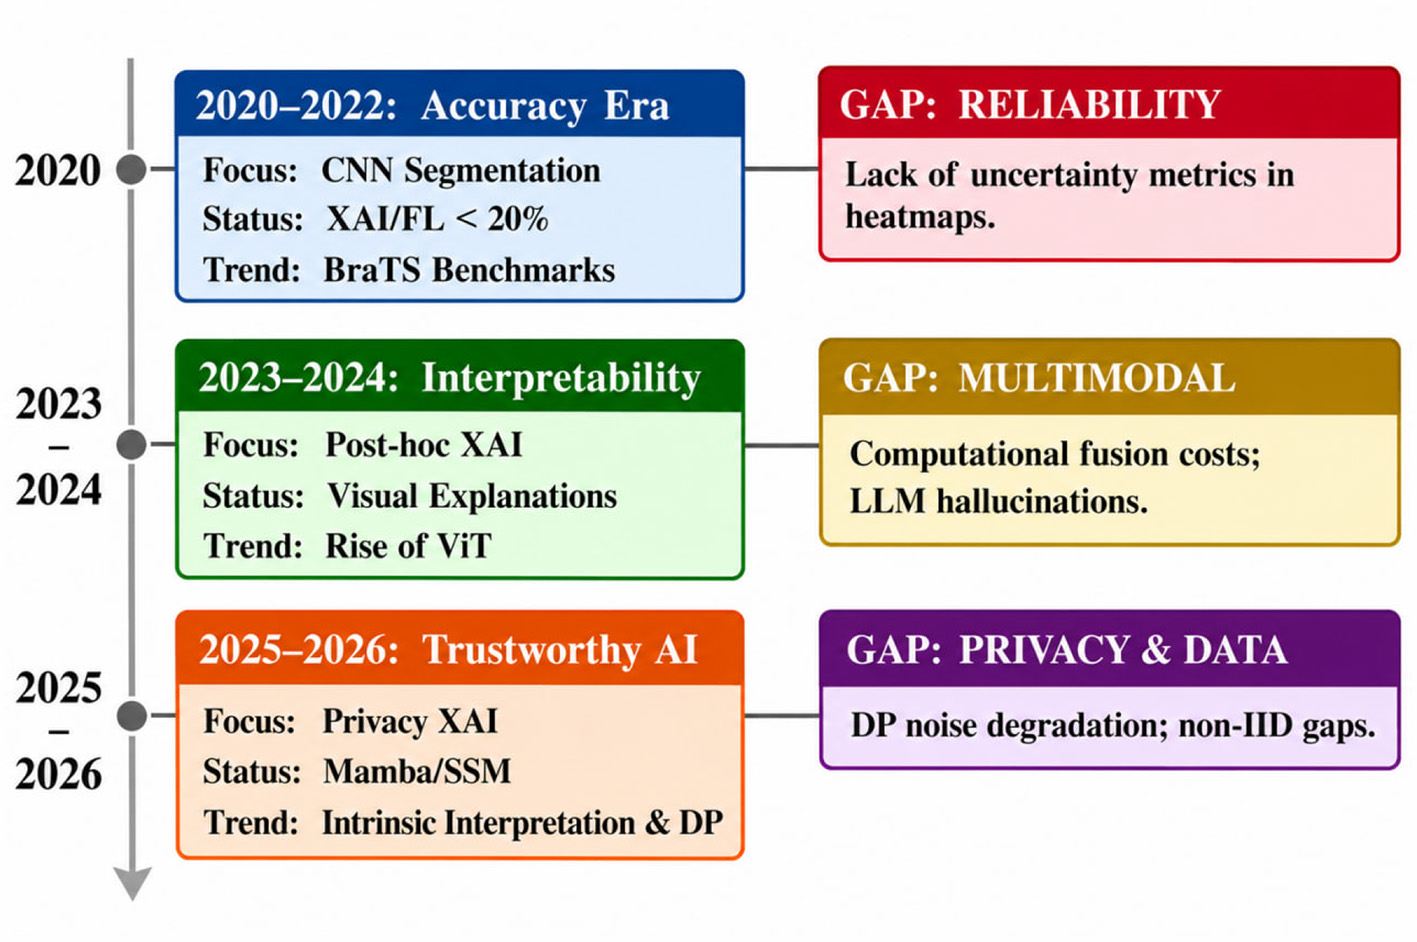 2020
2020–2022: Accuracy Era
Focus: CNN Segmentation
Status: XAI/FL < 20%
Trend: BraTS Benchmarks
GAP: RELIABILITY
Lack of uncertainty metrics in
heatmaps.
2023
–
2024
2023–2024: Interpretability
Focus: Post-hoc XAI
Status: Visual Explanations
Trend: Rise of ViT
GAP: MULTIMODAL
Computational fusion costs;
LLM hallucinations.
2025
–
2026
2025–2026: Trustworthy AI
Focus: Privacy XAI
Status: Mamba/SSM
Trend: Intrinsic Interpretation & DP
GAP: PRIVACY & DATA
DP noise degradation; non-IID gaps.